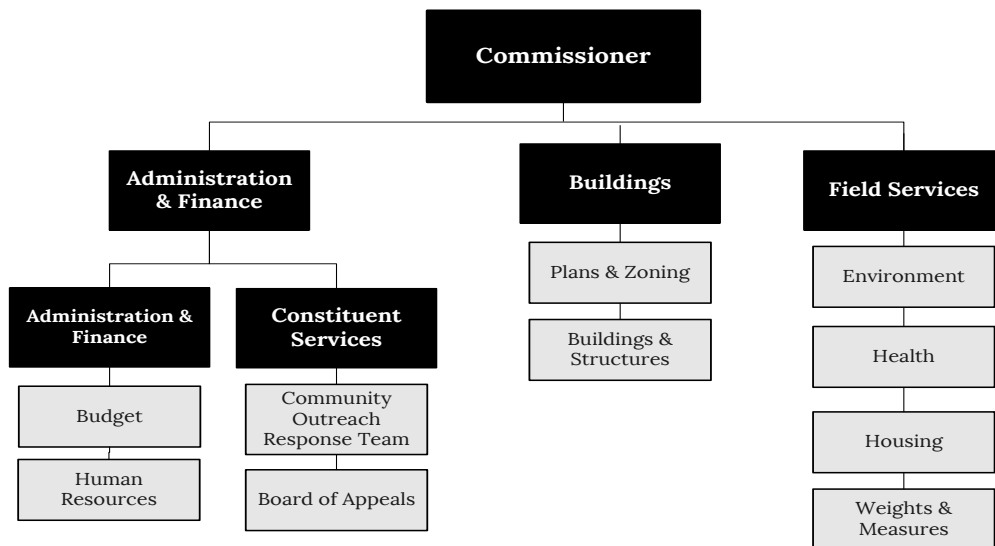 Commissioner
Administration
& Finance
Buildings
Field Services
Administration &
Finance
Constituent
Services
Budget
Human
Resources
Community
Outreach
Response Team
Board of Appeals
Plans & Zoning
Buildings &
Structures
Environment
Health
Housing
Weights &
Measures